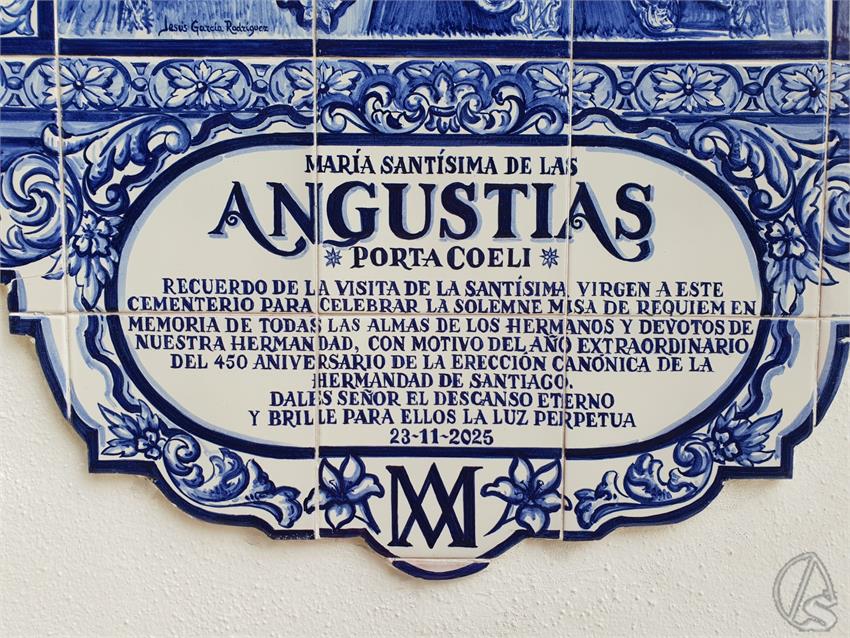 Jesús García Rodríguez
MARÍA SANTÍSIMA DE LAS
ANGUSTIAS
PORTA COELI
RECUERDO DE LA VISITA DE LA SANTÍSIMA VIRGEN A ESTE
CEMENTERIO PARA CELEBRAR LA SOLEMNE MISA DE REQUIEM EN
MEMORIA DE TODAS LAS ALMAS DE LOS HERMANOS Y DEVOTOS DE
NUESTRA HERMANDAD, CON MOTIVO DEL AÑO EXTRAORDINARIO
DEL 450 ANIVERSARIO DE LA ERECCIÓN CANÓNICA DE LA
HERMANDAD DE SANTIAGO.
DALES SEÑOR EL DESCANSO ETERNO
Y BRILLE PARA ELLOS LA LUZ PERPETUA
23-11-2025